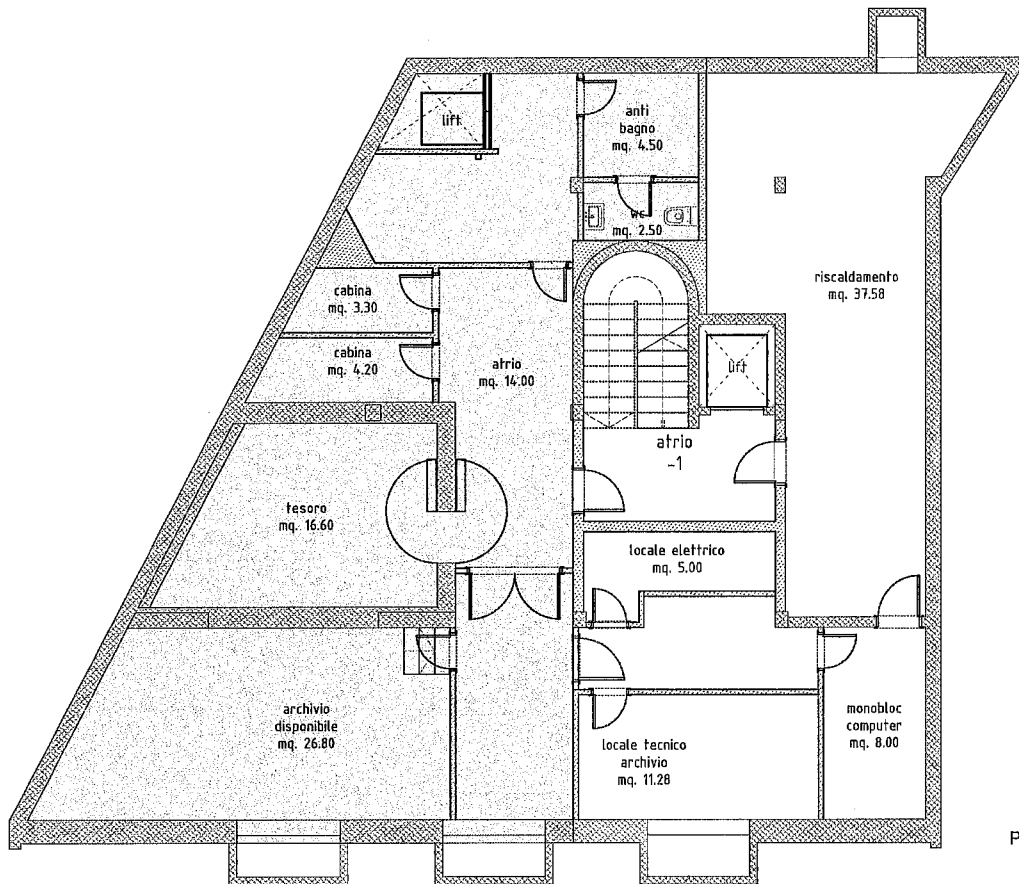 lift
anti
bagno
mq. 4.50
wc
mq. 2.50
riscaldamento
mq. 37.58
cabina
mq. 3.30
cabina
mq. 4.20
atrio
mq. 14.00
lift
atrio
-1
tesoro
mq. 16.60
locale elettrico
mq. 5.00
archivio
disponibile
mq. 26.80
locale tecnico
archivio
mq. 11.28
monobloc
computer
mq. 8.00
P